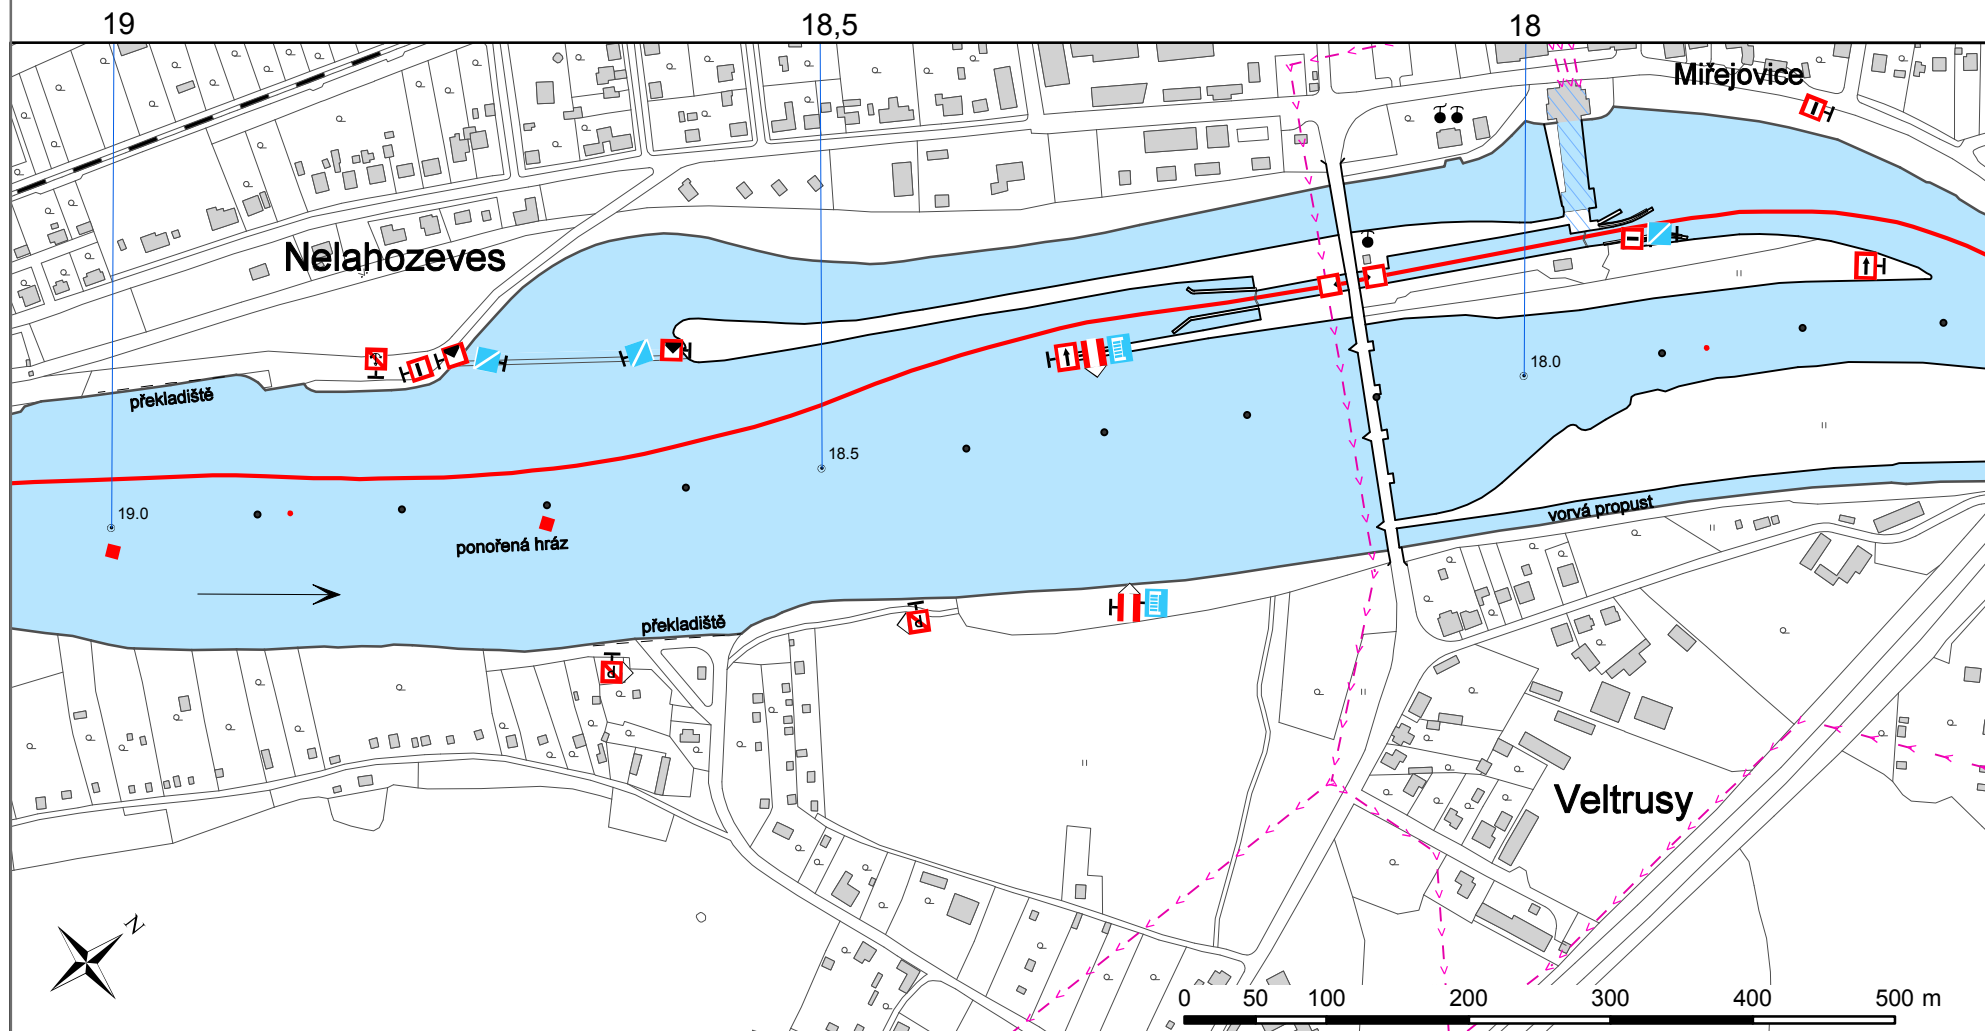 19
18,5
18
Miřejovice
Nelahozeves
překladiště
18.0
18.5
19.0
vorvá propust
ponořená hráz
překladiště
P
P
Veltrusy
N
0 50 100 200 300 400 500 m